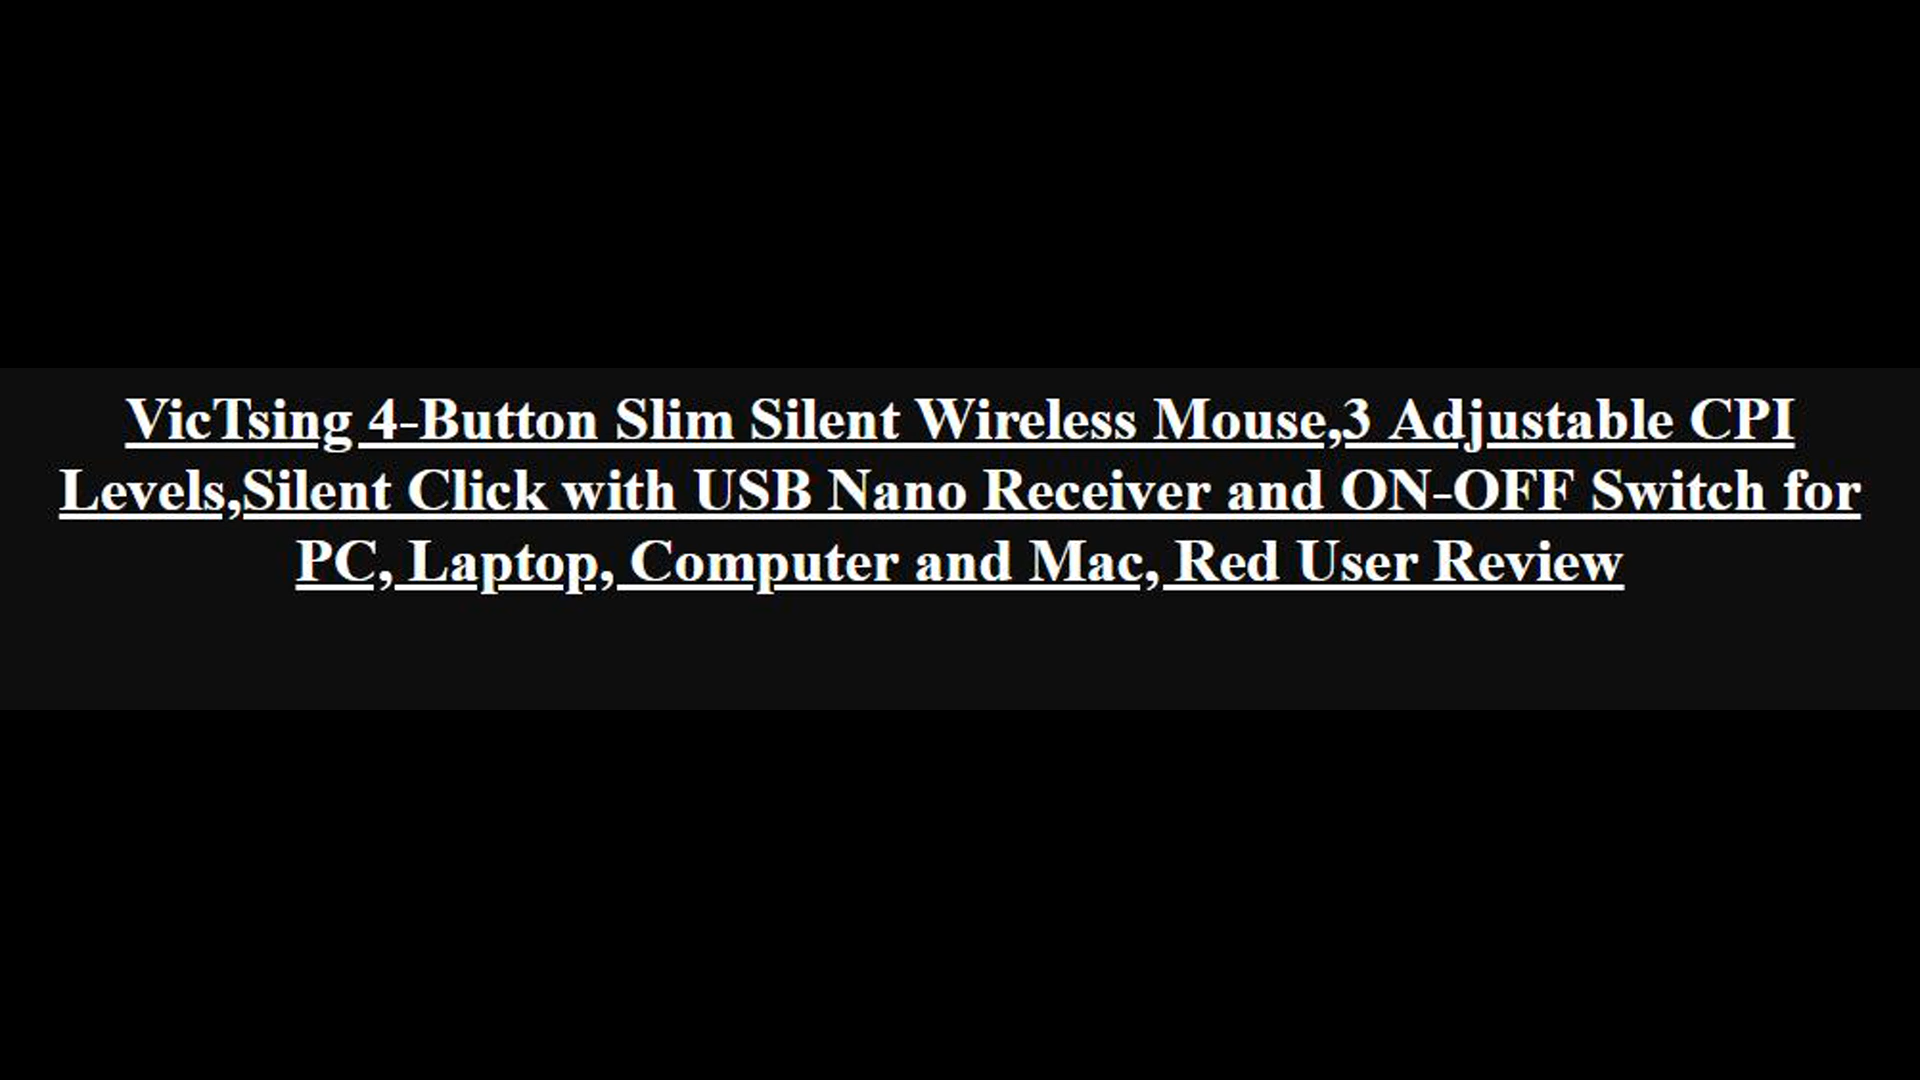 VicTsing 4-Button Slim Silent Wireless Mouse,3 Adjustable CPI
Levels,Silent Click with USB Nano Receiver and ON-OFF Switch for
PC, Laptop, Computer and Mac, Red User Review